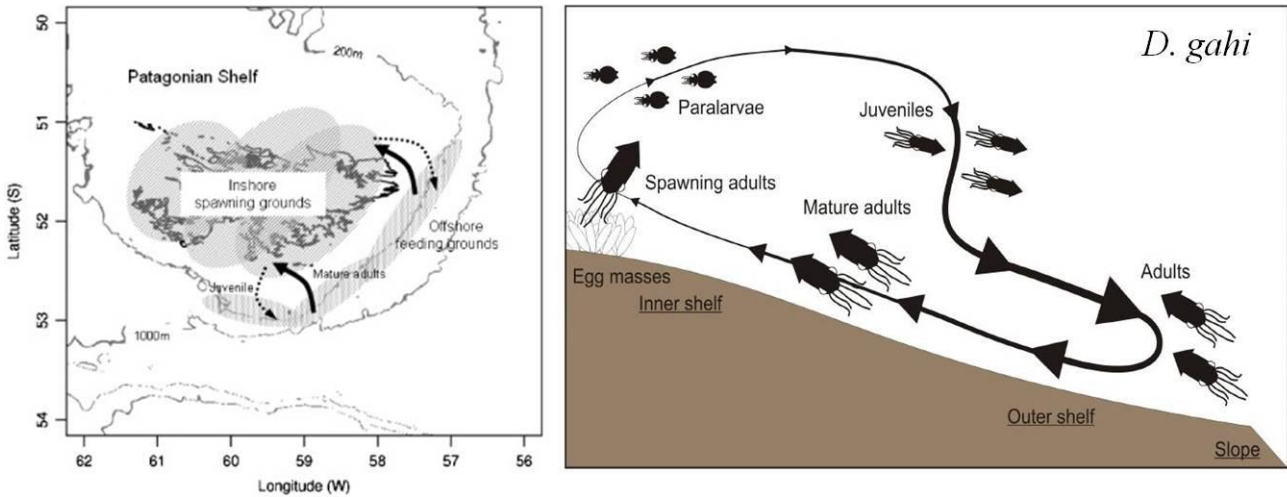 50
51
52
53
54
Latitude (S)
200m
Patagonian Shelf
Inshore
spawning grounds
Offshore
feeding grounds
Mature adults
Juvenile
1000m
62 61 60 59 58 57 56
Longitude (W)
D. gahi
Paralarvae
Juveniles
Spawning adults
Mature adults
Adults
Egg masses
Inner shelf
Outer shelf
Slope